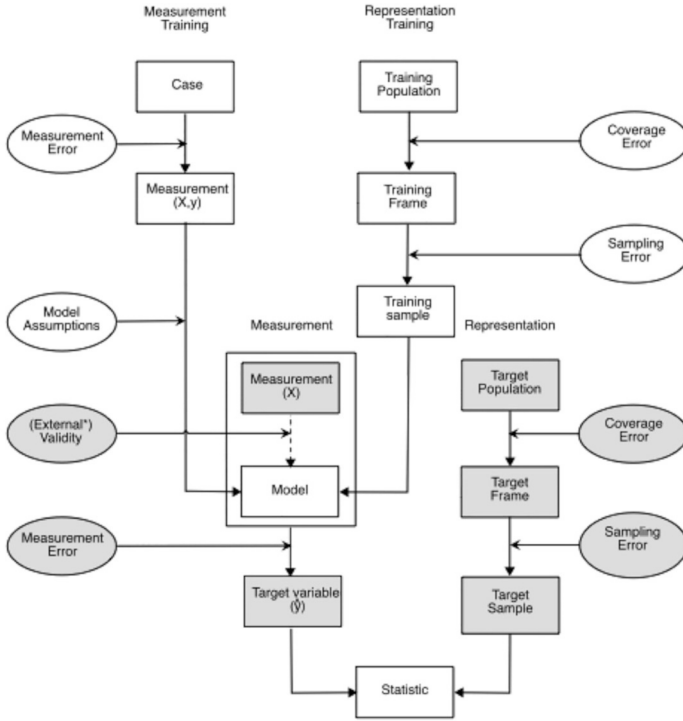 Measurement
Training
Representation
Training
Case
Training
Population
Measurement
Error
Coverage
Error
Measurement
(X,y)
Training
Frame
Sampling
Error
Model
Assumptions
Training
sample
Measurement
Representation
Measurement
(X)
Target
Population
(External*)
Validity
Coverage
Error
Model
Target
Frame
Measurement
Error
Sampling
Error
Target variable
(ŷ)
Target
Sample
Statistic